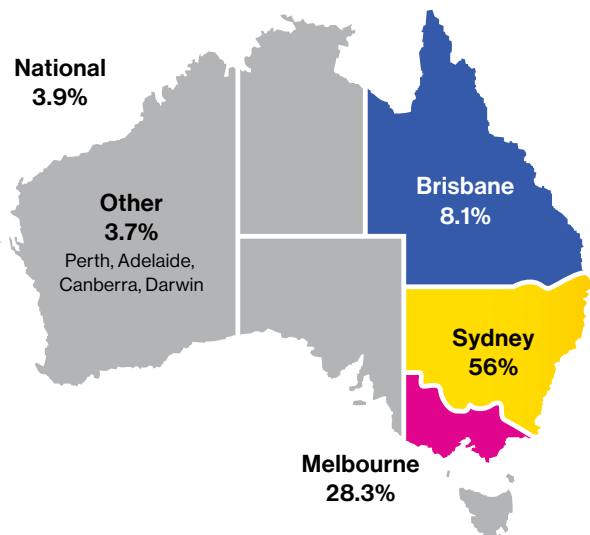 National
3.9%
Other
3.7%
Perth, Adelaide,
Canberra, Darwin
Brisbane
8.1%
Sydney
56%
Melbourne
28.3%